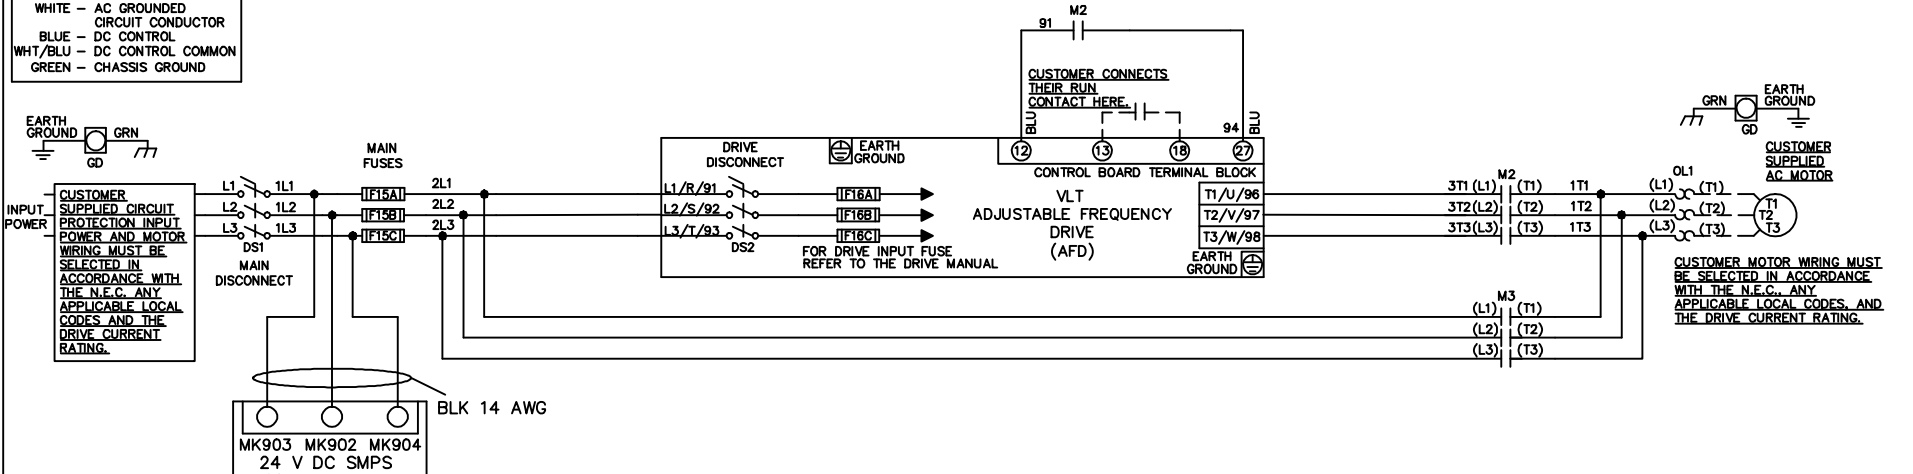 WHITE – AC GROUNDED
CIRCUIT CONDUCTOR
BLUE – DC CONTROL
WHT/BLU – DC CONTROL COMMON
GREEN – CHASSIS GROUND
EARTH
GROUND
GRN
GD
INPUT
POWER
CUSTOMER
SUPPLIED CIRCUIT
PROTECTION INPUT
POWER AND MOTOR
WIRING MUST BE
SELECTED IN
ACCORDANCE WITH
THE N.E.C. ANY
APPLICABLE LOCAL
CODES AND THE
DRIVE CURRENT
RATING.
L1 1L1
L2 1L2
L3 1L3
DS1
MAIN
DISCONNECT
MAIN
FUSES
F15A
F15B
F15C
2L1
2L2
2L3
BLK 14 AWG
MK903 MK902 MK904
24 V DC SMPS
DRIVE
DISCONNECT
L1/R/91
L2/S/92
L3/T/93
DS2
EARTH
GROUND
F16A
F16B
F16C
FOR DRIVE INPUT FUSE
REFER TO THE DRIVE MANUAL
M2
91
CUSTOMER CONNECTS
THEIR RUN
CONTACT HERE.
BLU
94
BLU
12 13 18 27
CONTROL BOARD TERMINAL BLOCK
VLT
ADJUSTABLE FREQUENCY
DRIVE
(AFD)
T1/U/96
T2/V/97
T3/W/98
EARTH
GROUND
M2
3T1 (L1) (T1) 1T1
3T2(L2) (T2) 1T2
3T3(L3) (T3) 1T3
M3
(L1) (T1)
(L2) (T2)
(L3) (T3)
GRN
EARTH
GROUND
GD
CUSTOMER
SUPPLIED
AC MOTOR
OL1
(L1) (T1)
(L2) (T2)
(L3) (T3)
T1
T2
T3
CUSTOMER MOTOR WIRING MUST
BE SELECTED IN ACCORDANCE
WITH THE N.E.C., ANY
APPLICABLE LOCAL CODES, AND
THE DRIVE CURRENT RATING.